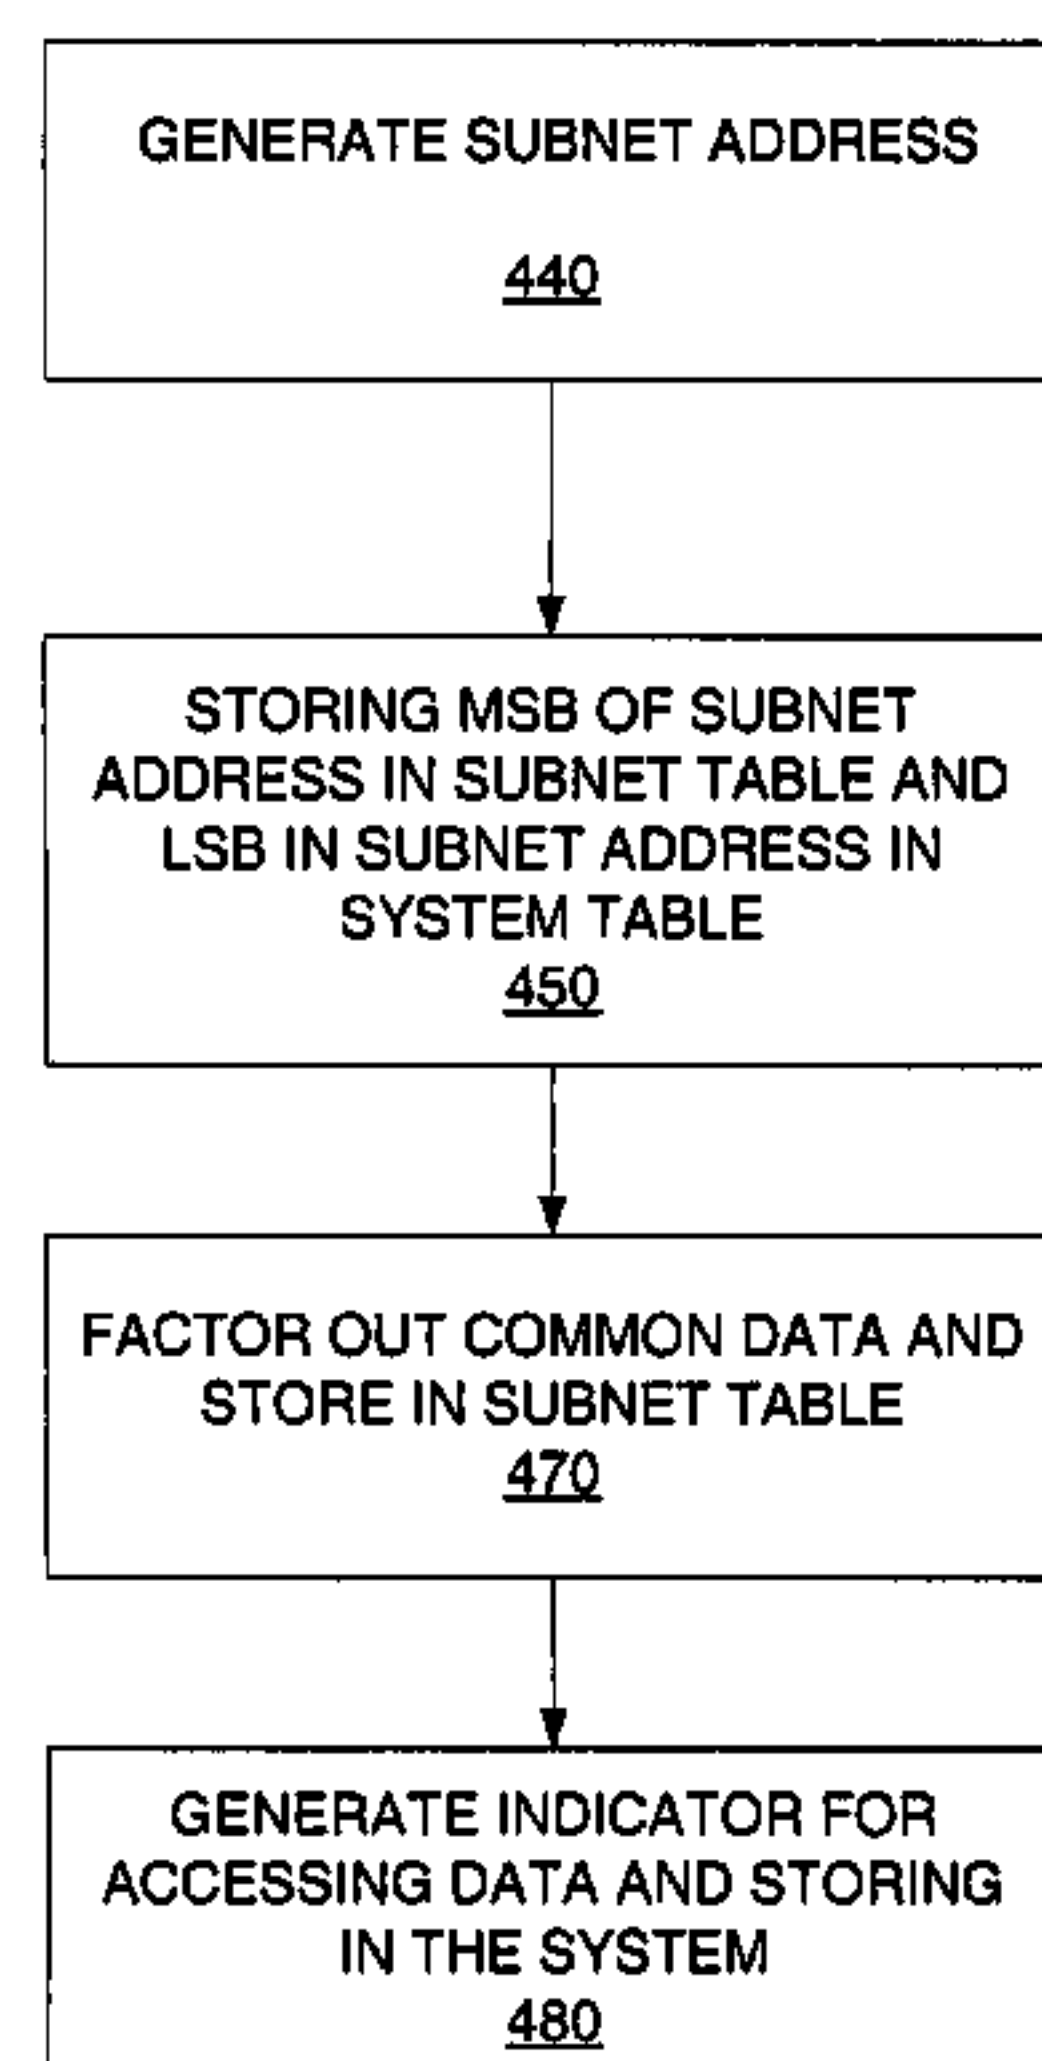 GENERATE SUBNET ADDRESS
440
STORING MSB OF SUBNET
ADDRESS IN SUBNET TABLE AND
LSB IN SUBNET ADDRESS IN
SYSTEM TABLE
450
FACTOR OUT COMMON DATA AND
STORE IN SUBNET TABLE
470
GENERATE INDICATOR FOR
ACCESSING DATA AND STORING
IN THE SYSTEM
480